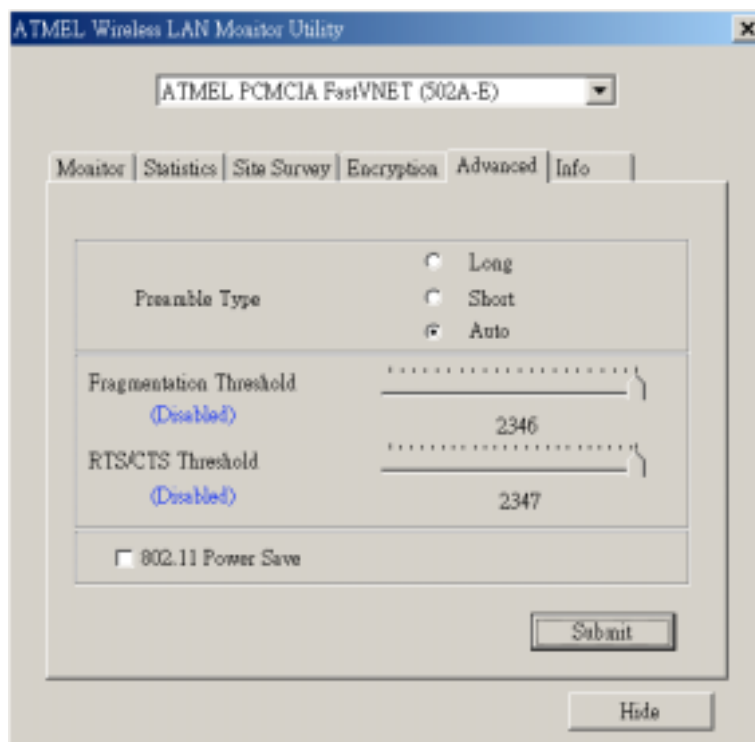 ATMEL Wireless LAN Monitor Utility
ATMEL PCMCIA FastVNET (502A-E)
Monitor Statistics Site Survey Encryption Advanced Info
Preamble Type
Long
Short
Auto
Fragmentation Threshold
(Disabled)
2346
RTS/CTS Threshold
(Disabled)
2347
802.11 Power Save
Submit
Hide